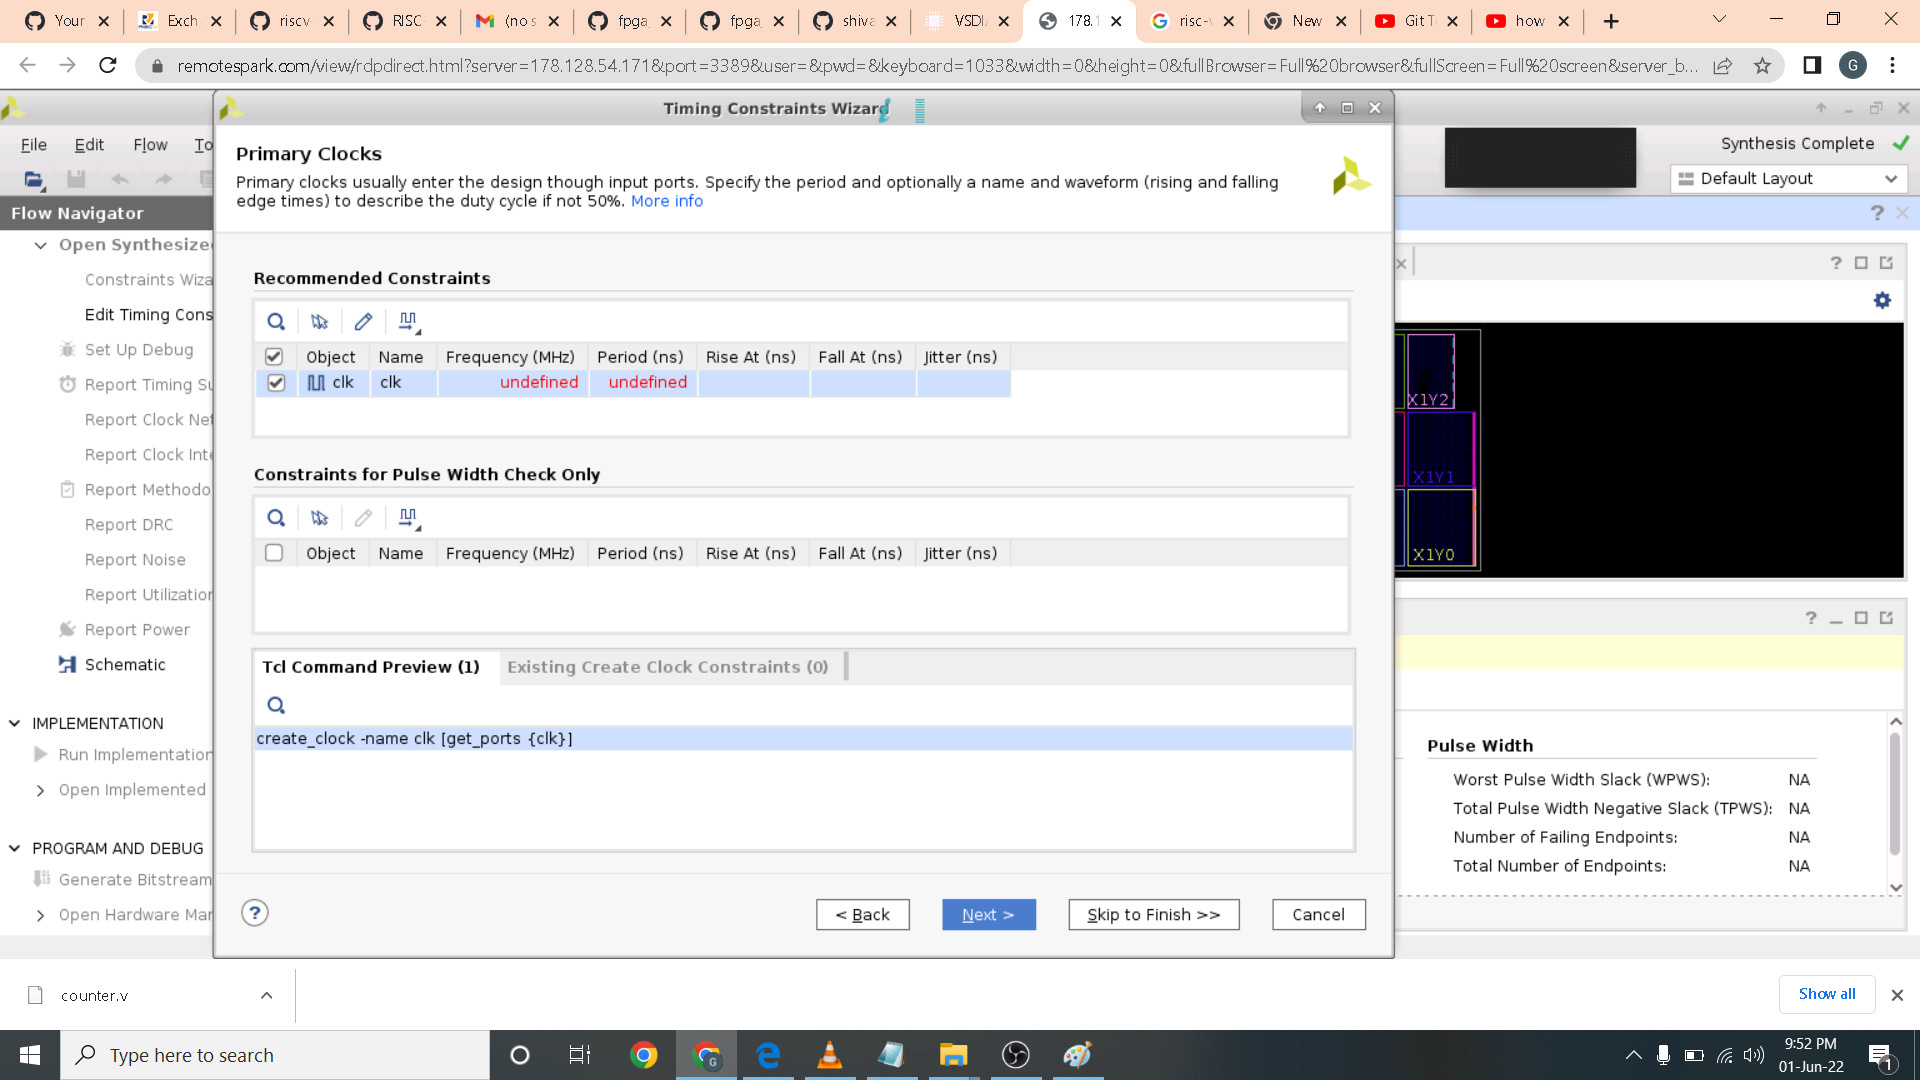 Your
Exch
riscv
RISC
(no s
fpga_
fpga_
shiva
VSDI
178.1
risc-v
New
Git T
how
remotespark.com/view/rdpdirect.html?server=178.128.54.171&port=3389&user=&pwd=&keyboard=1033&width=0&height=0&fullBrowser=Full%20browser&fullScreen=Full%20screen&server_b...
G
Timing Constraints Wizard
File Edit Flow To
Synthesis Complete
Default Layout
Flow Navigator
Open Synthesized
Constraints Wiza
Edit Timing Cons
Set Up Debug
Report Timing Su
Report Clock Net
Report Clock Inte
Report Methodo
Report DRC
Report Noise
Report Utilization
Report Power
Schematic
IMPLEMENTATION
Run Implementation
Open Implemented
PROGRAM AND DEBUG
Generate Bitstream
Open Hardware Man
Primary Clocks
Primary clocks usually enter the design though input ports. Specify the period and optionally a name and waveform (rising and falling
edge times) to describe the duty cycle if not 50%. More info
Recommended Constraints
Object Name Frequency (MHz) Period (ns) Rise At (ns) Fall At (ns) Jitter (ns)
clk clk undefined undefined
Constraints for Pulse Width Check Only
Object Name Frequency (MHz) Period (ns) Rise At (ns) Fall At (ns) Jitter (ns)
Tcl Command Preview (1) Existing Create Clock Constraints (0)
create_clock -name clk [get_ports {clk}]
? < Back Next > Skip to Finish >> Cancel
X1Y2
X1Y1
X1Y0
Pulse Width
Worst Pulse Width Slack (WPWS): NA
Total Pulse Width Negative Slack (TPWS): NA
Number of Failing Endpoints: NA
Total Number of Endpoints: NA
counter.v
Show all
Type here to search
9:52 PM
01-Jun-22
1